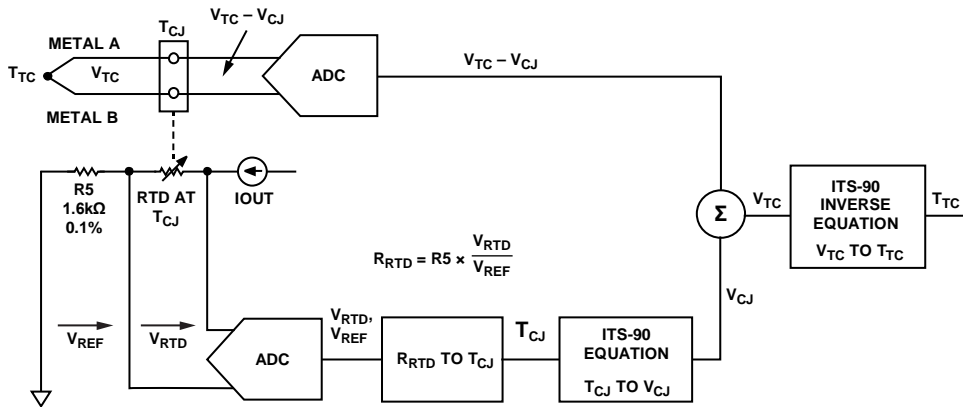 V_TC – V_CJ
T_CJ
METAL A
T_TC
V_TC
METAL B
ADC
V_TC – V_CJ
R5
1.6kΩ
0.1%
RTD AT
T_CJ
IOUT
Σ
V_TC
ITS-90
INVERSE
EQUATION
V_TC TO T_TC
T_TC
R_RTD = R5 × V_RTD / V_REF
V_CJ
V_REF
V_RTD
ADC
V_RTD,
V_REF
R_RTD TO T_CJ
T_CJ
ITS-90
EQUATION
T_CJ TO V_CJ